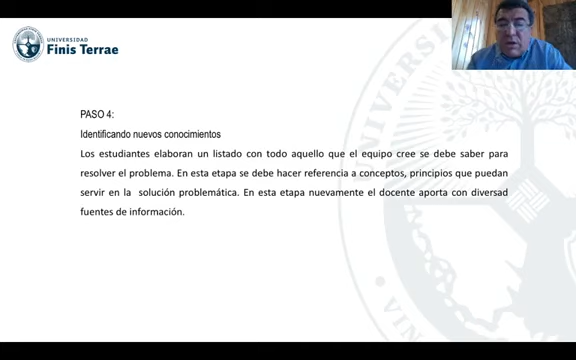 UNIVERSIDAD
Finis Terrae
PASO 4:
Identificando nuevos conocimientos
Los estudiantes elaboran un listado con todo aquello que el equipo cree se debe saber para
resolver el problema. En esta etapa se debe hacer referencia a conceptos, principios que puedan
servir en la solución problemática. En esta etapa nuevamente el docente aporta con diversad
fuentes de información.